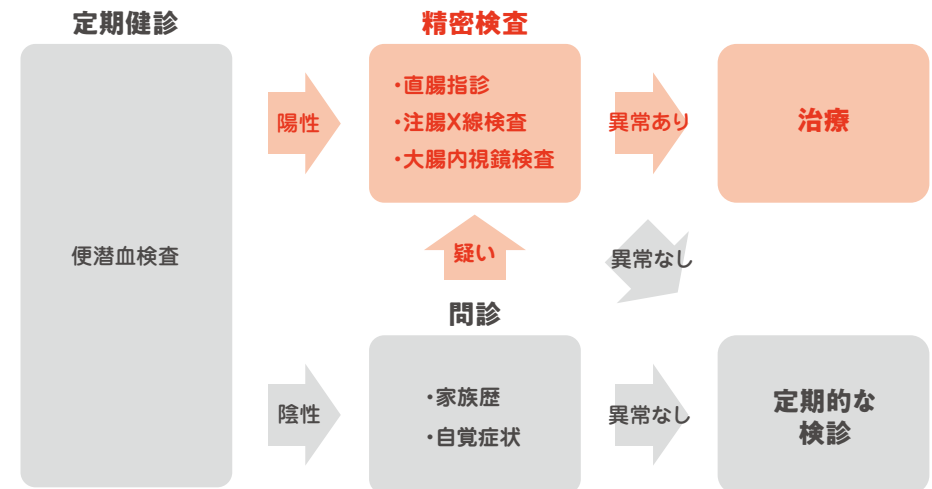 定期健診
便潜血検査
陽性
精密検査
・直腸指診
・注腸X線検査
・大腸内視鏡検査
異常あり
治療
疑い
異常なし
陰性
問診
・家族歴
・自覚症状
異常なし
定期的な
検診